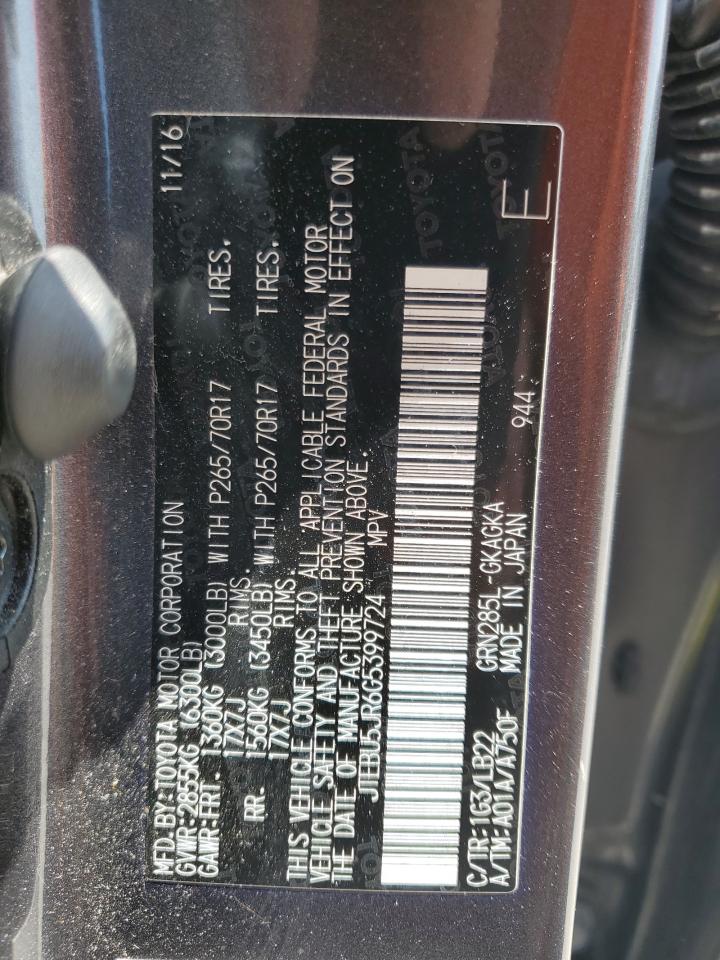 MFD.BY:TOYOTA MOTOR CORPORATION 11/16
GVWR:2855KG (6300LB)
GAWR:FRT. 1360KG (3000LB) WITH P265/70R17 TIRES.
17X7J RIMS.
RR. 1560KG (3450LB) WITH P265/70R17 TIRES.
17X7J RIMS.
THIS VEHICLE CONFORMS TO ALL APPLICABLE FEDERAL MOTOR
VEHICLE SAFETY AND THEFT PREVENTION STANDARDS IN EFFECT ON
THE DATE OF MANUFACTURE SHOWN ABOVE.
JTEBU5JR6G5399724 MPV
C/TR:1G3/LB22 GRN285L-GKAGKA 944
A/TM:A01A/A750F MADE IN JAPAN E